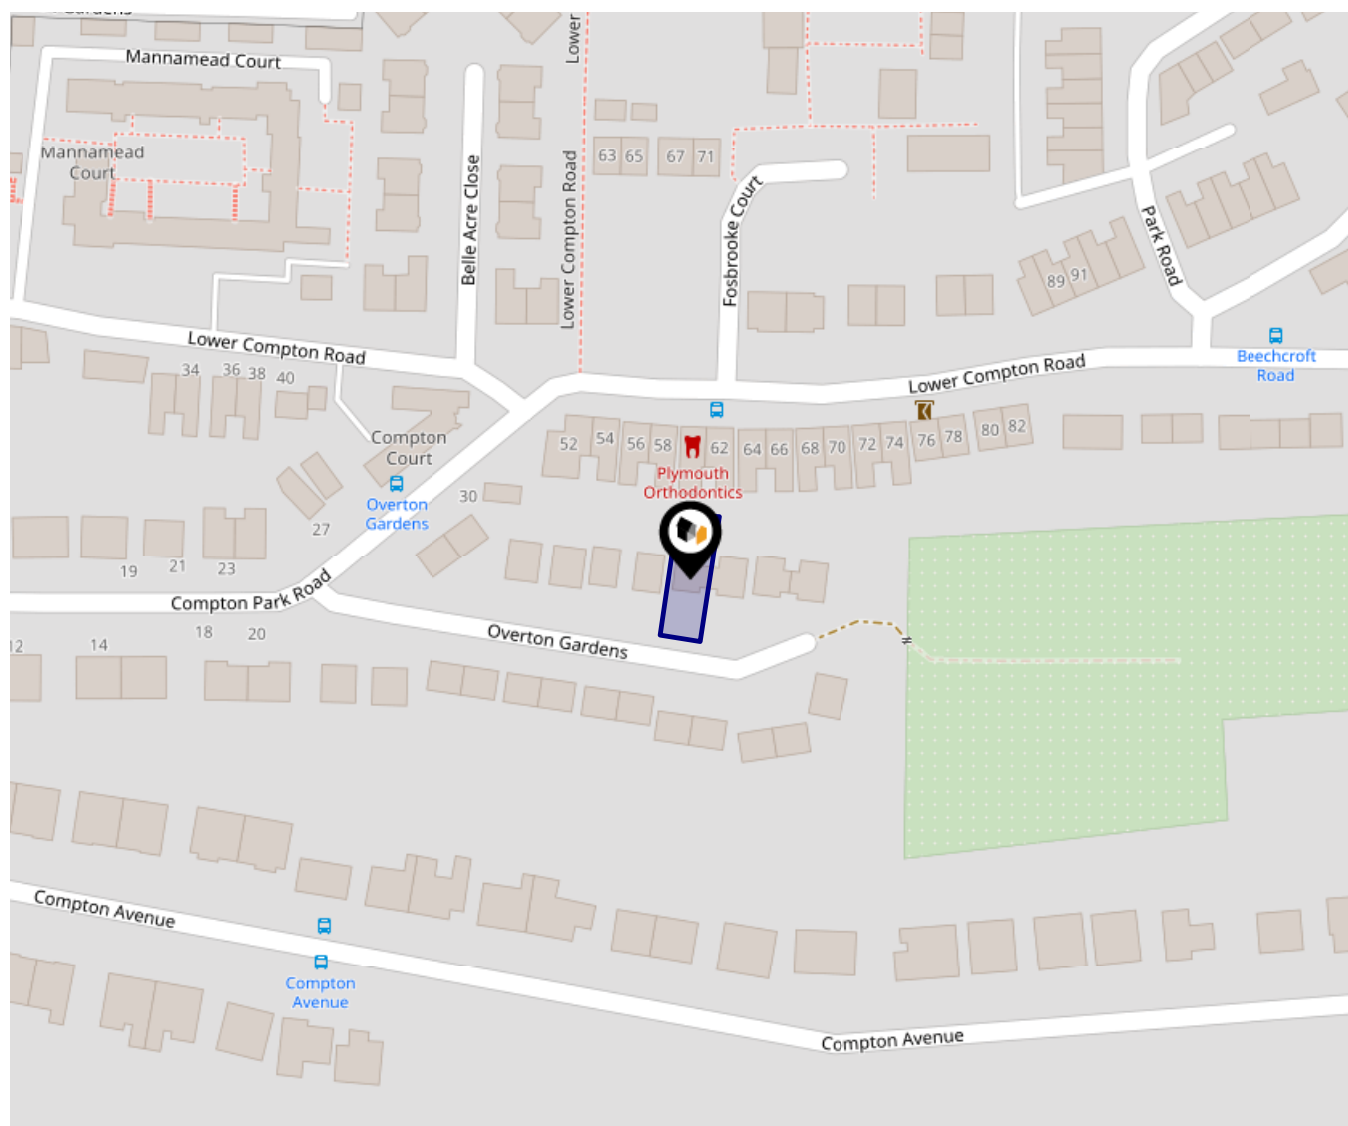 Mannamead Court
Mannamead
Court
Belle Acre Close
Lower
Lower Compton Road
63 65
67 71
Fosbrooke Court
Park Road
89 91
Lower Compton Road
Lower Compton Road
Beechcroft
Road
34 36 38 40
Compton
Court
52 54 56 58 62 64 66 68 70 72 74 76 78 80 82
Plymouth
Orthodontics
30
Overton
Gardens
27
19 21 23
Compton Park Road
12 14 18 20
Overton Gardens
Compton Avenue
Compton
Avenue
Compton Avenue